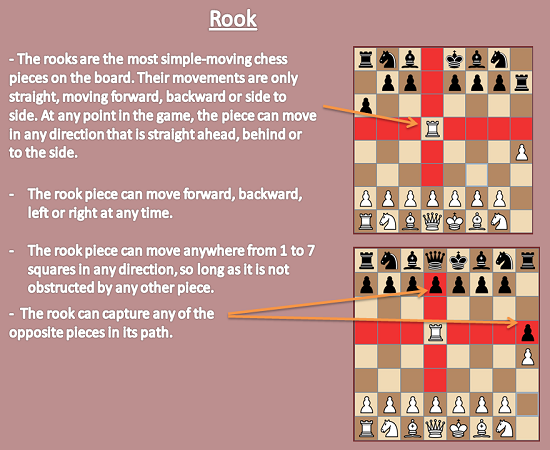 Rook
- The rooks are the most simple-moving chess
pieces on the board. Their movements are only
straight, moving forward, backward or side to
side. At any point in the game, the piece can move
in any direction that is straight ahead, behind or
to the side.
- The rook piece can move forward, backward,
left or right at any time.
- The rook piece can move anywhere from 1 to 7
squares in any direction, so long as it is not
obstructed by any other piece.
- The rook can capture any of the
opposite pieces in its path.